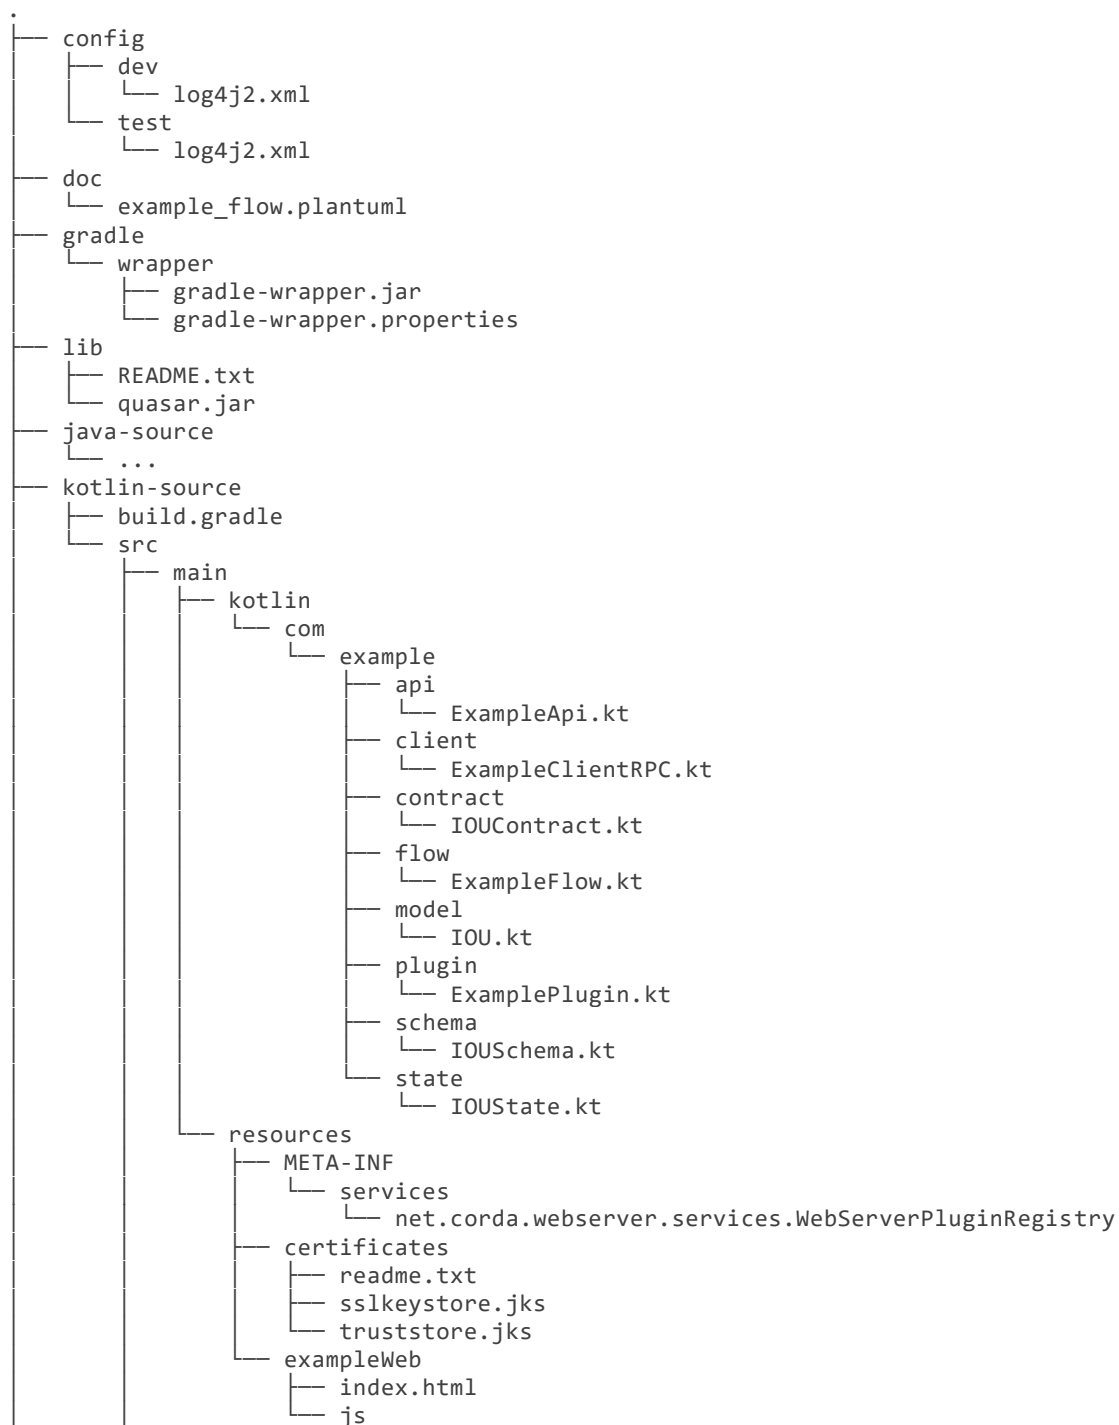 .
├── config
│   ├── dev
│   │   └── log4j2.xml
│   └── test
│       └── log4j2.xml
├── doc
│   └── example_flow.plantuml
├── gradle
│   └── wrapper
│       ├── gradle-wrapper.jar
│       └── gradle-wrapper.properties
├── lib
│   ├── README.txt
│   └── quasar.jar
├── java-source
│   └── ...
├── kotlin-source
│   ├── build.gradle
│   └── src
│       ├── main
│       │   ├── kotlin
│       │   │   └── com
│       │   │       └── example
│       │   │           ├── api
│       │   │           │   └── ExampleApi.kt
│       │   │           ├── client
│       │   │           │   └── ExampleClientRPC.kt
│       │   │           ├── contract
│       │   │           │   └── IOUContract.kt
│       │   │           ├── flow
│       │   │           │   └── ExampleFlow.kt
│       │   │           ├── model
│       │   │           │   └── IOU.kt
│       │   │           ├── plugin
│       │   │           │   └── ExamplePlugin.kt
│       │   │           ├── schema
│       │   │           │   └── IOUSchema.kt
│       │   │           └── state
│       │   │               └── IOUState.kt
│       │   └── resources
│       │       ├── META-INF
│       │       │   └── services
│       │       │       └── net.corda.webserver.services.WebServerPluginRegistry
│       │       ├── certificates
│       │       │   ├── readme.txt
│       │       │   ├── sslkeystore.jks
│       │       │   └── truststore.jks
│       │       └── exampleWeb
│       │           ├── index.html
│       │           └── js